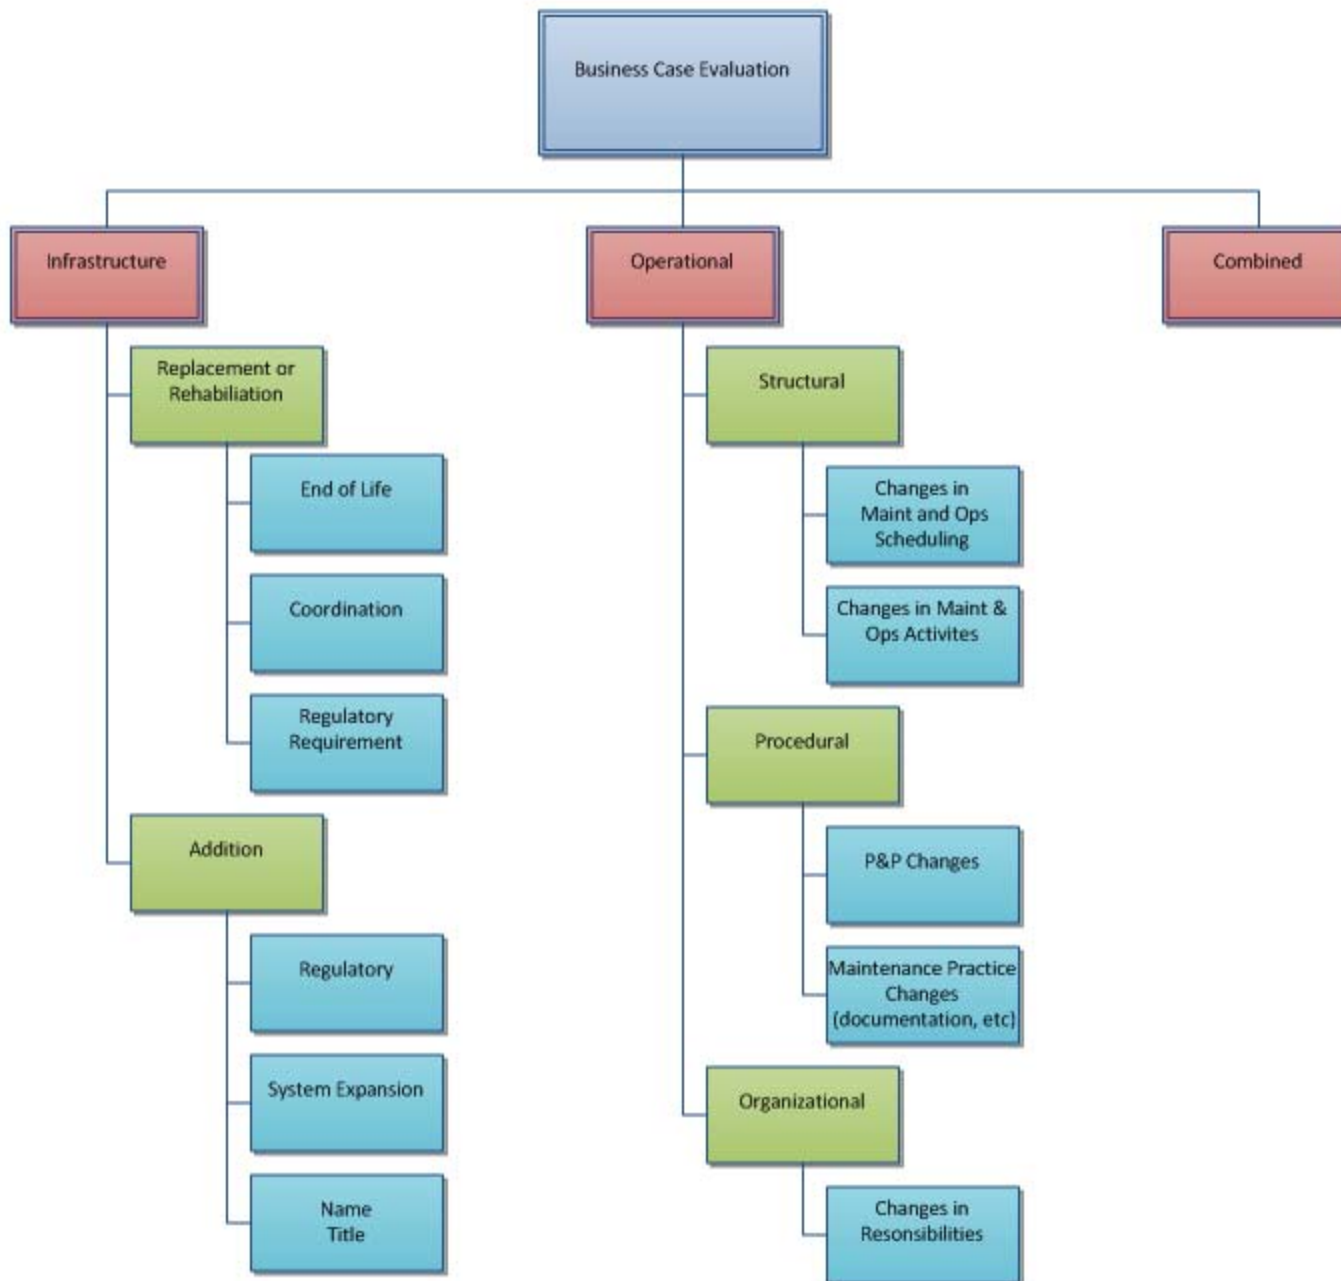 Business Case Evaluation
Infrastructure
Operational
Combined
Replacement or
Rehabiliation
End of Life
Coordination
Regulatory
Requirement
Addition
Regulatory
System Expansion
Name
Title
Structural
Changes in
Maint and Ops
Scheduling
Changes in Maint &
Ops Activites
Procedural
P&P Changes
Maintenance Practice
Changes
(documentation, etc)
Organizational
Changes in
Resonsibilities